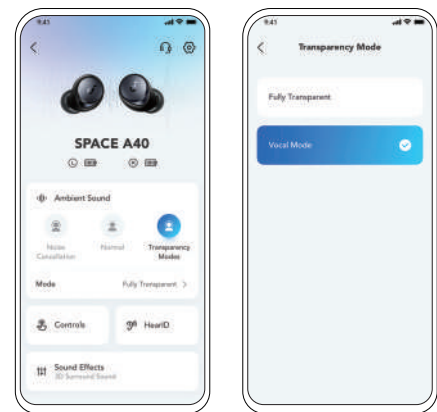 9:41
SPACE A40
L
R
Ambient Sound
Noise
Cancellation
Normal
Transparency
Modes
Mode
Fully Transparent >
Controls
HearID
Sound Effects
3D Surround Sound
9:41
Transparency Mode
Fully Transparent
Vocal Mode